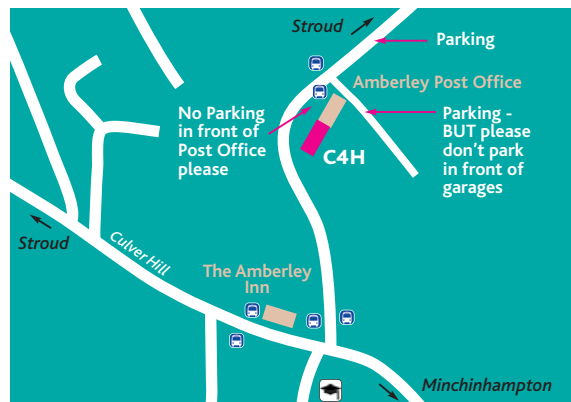 Stroud
Parking
Amberley Post Office
No Parking
in front of
Post Office
please
Parking -
BUT please
don't park
in front of
garages
C4H
Stroud
Culver Hill
The Amberley
Inn
Minchinhampton